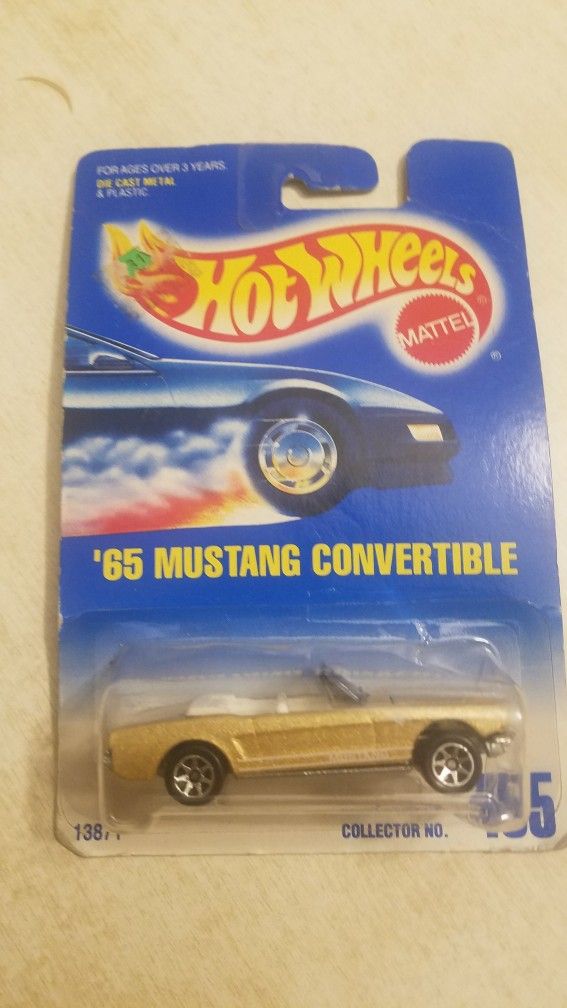 FOR AGES OVER 3 YEARS.
DIE CAST METAL
& PLASTIC
HOT WHEELS ®
MATTEL ®
'65 MUSTANG CONVERTIBLE
COLLECTOR NO.